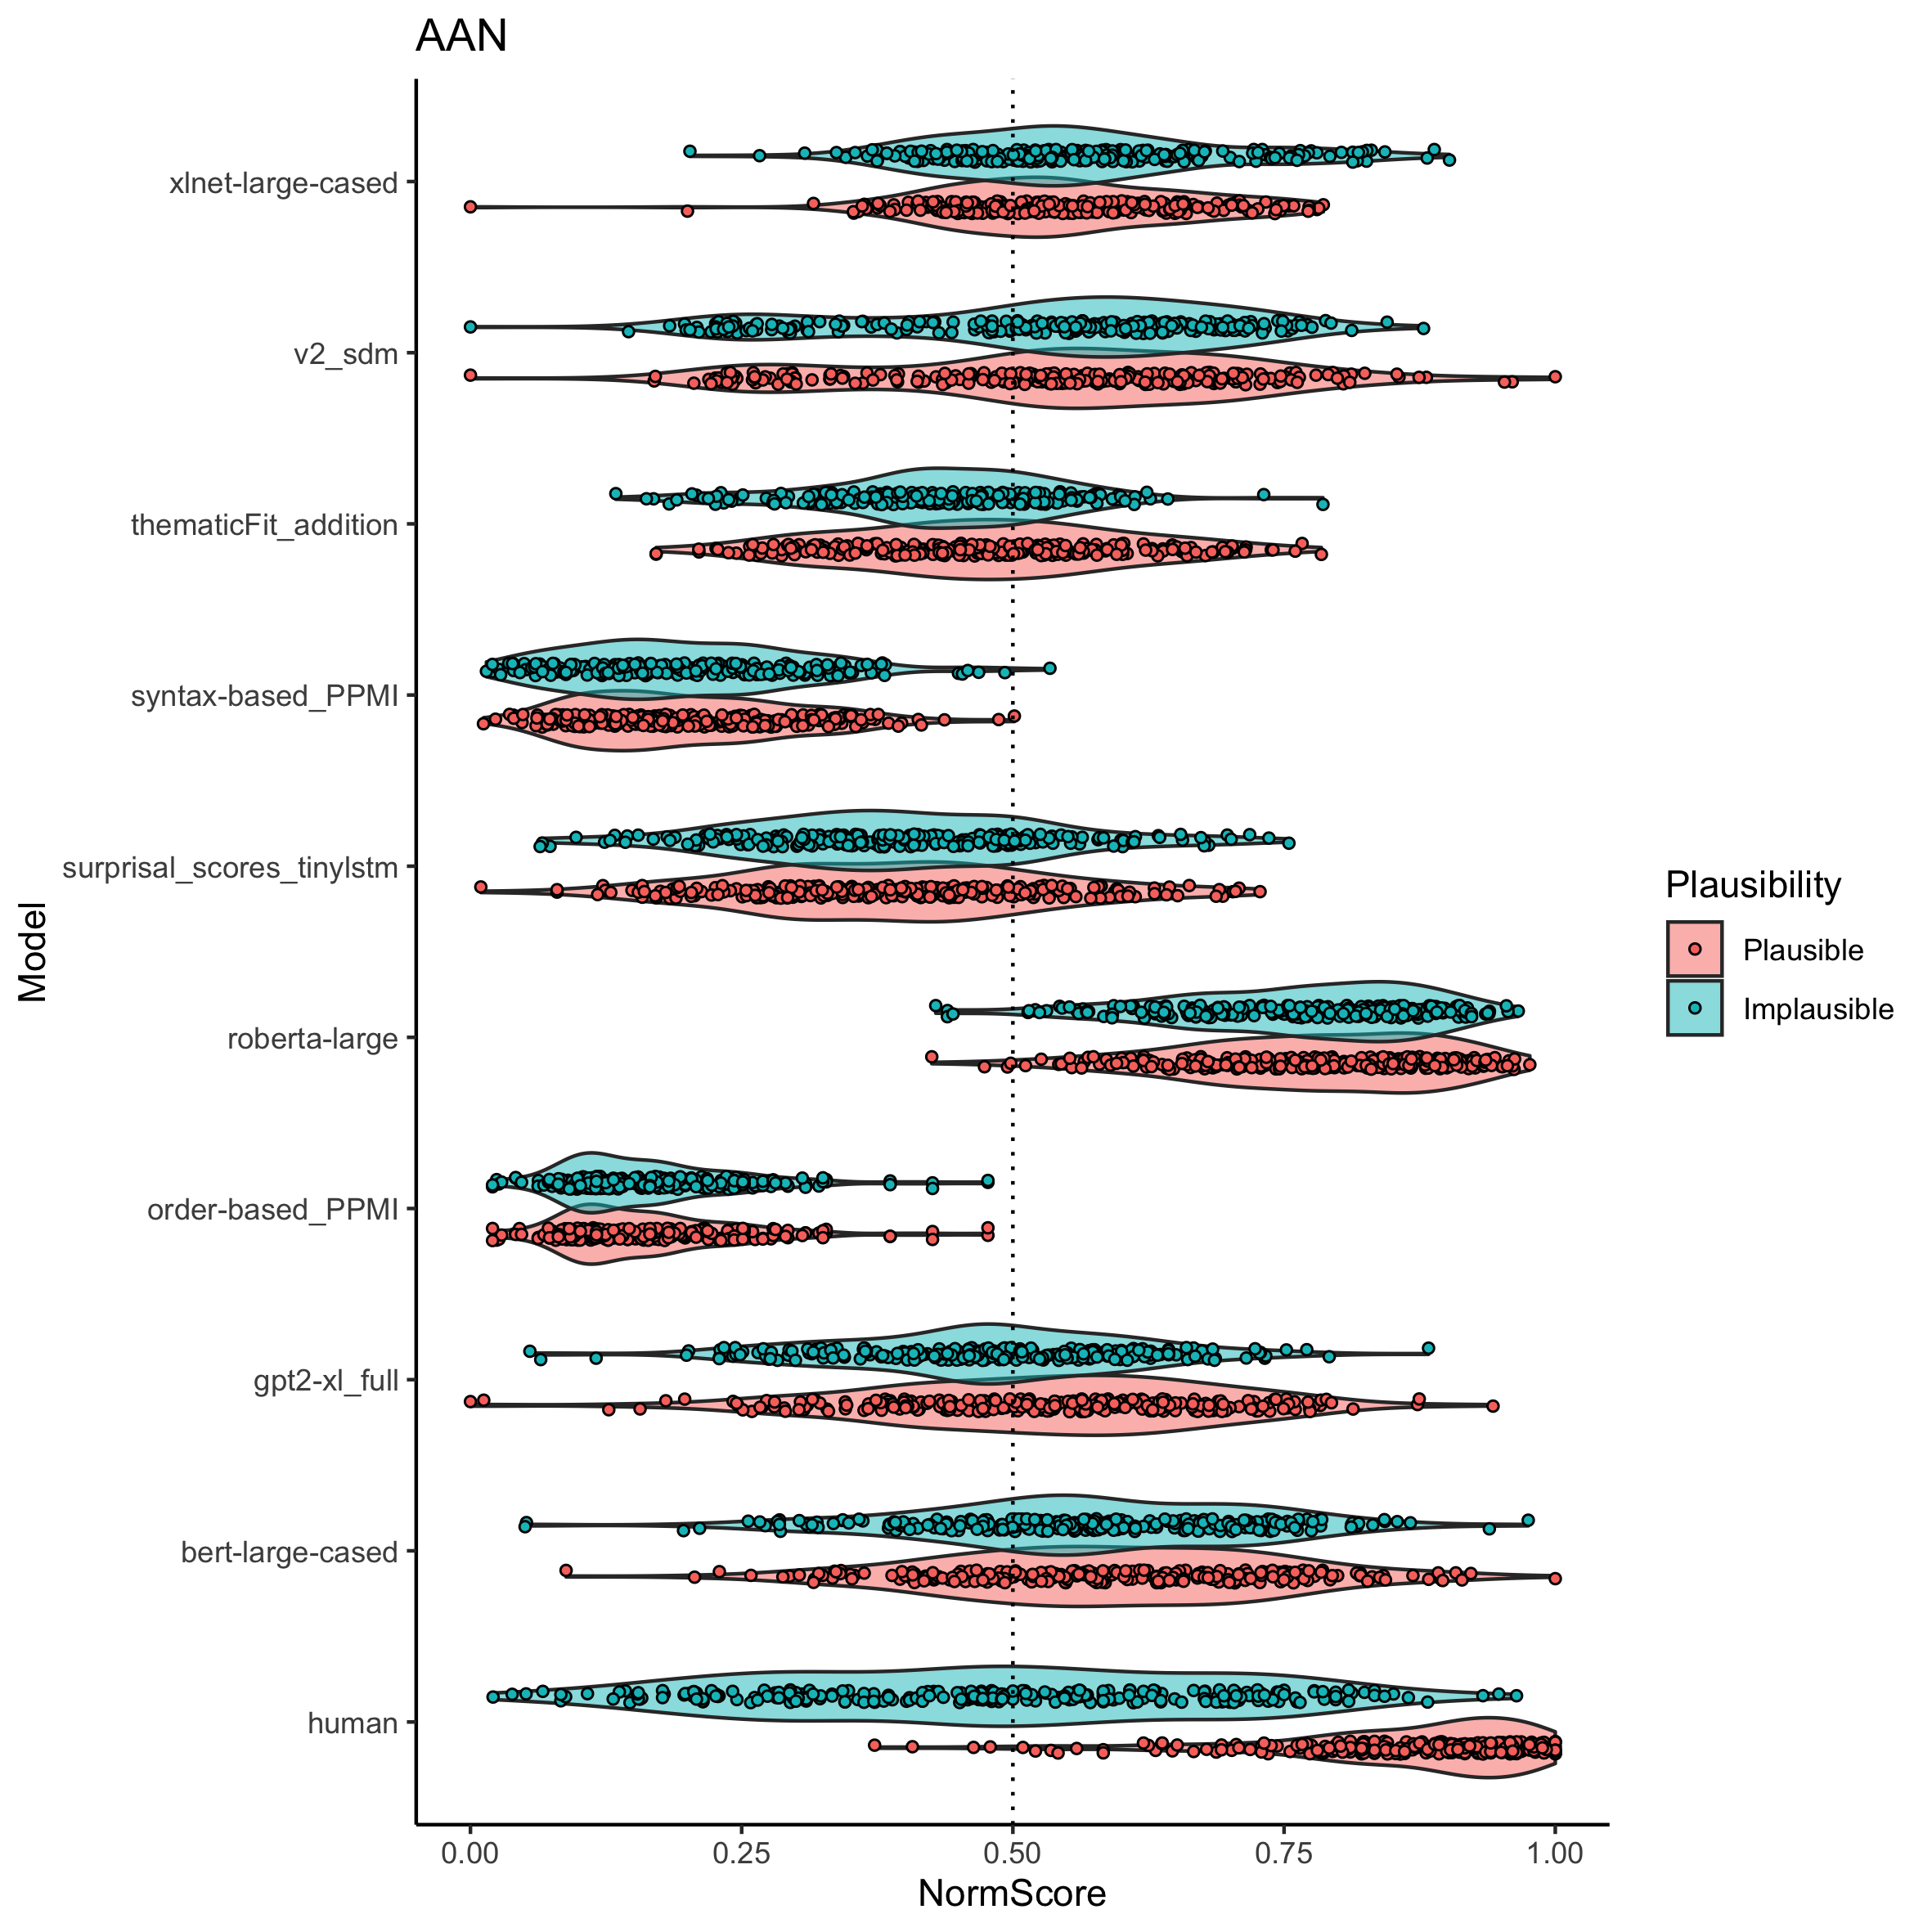 AAN
xlnet-large-cased
v2_sdm
thematicFit_addition
syntax-based_PPMI
surprisal_scores_tinylstm
roberta-large
order-based_PPMI
gpt2-xl_full
bert-large-cased
human
Model
0.00 0.25 0.50 0.75 1.00
NormScore
Plausibility
Plausible
Implausible